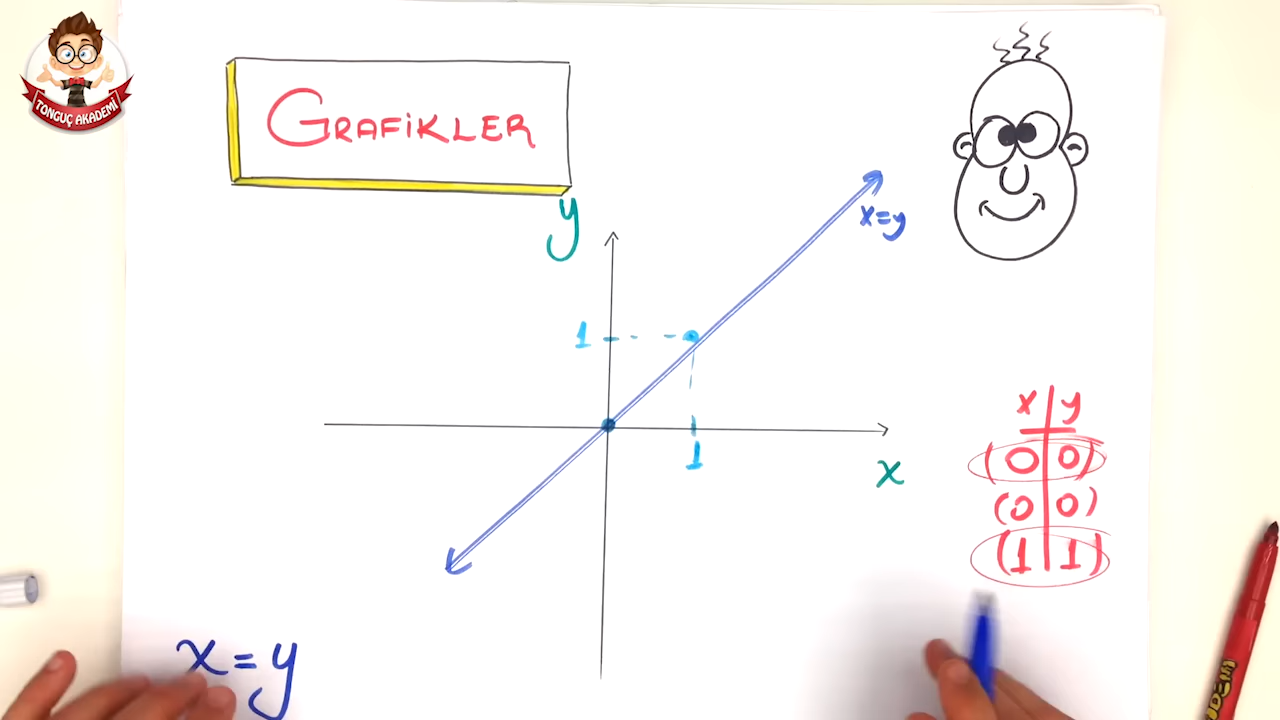 TONGUÇ AKADEMİ
GRAFİKLER
y
x=y
1
1
x
x y
(0 0)
(0 0)
(1 1)
x=y